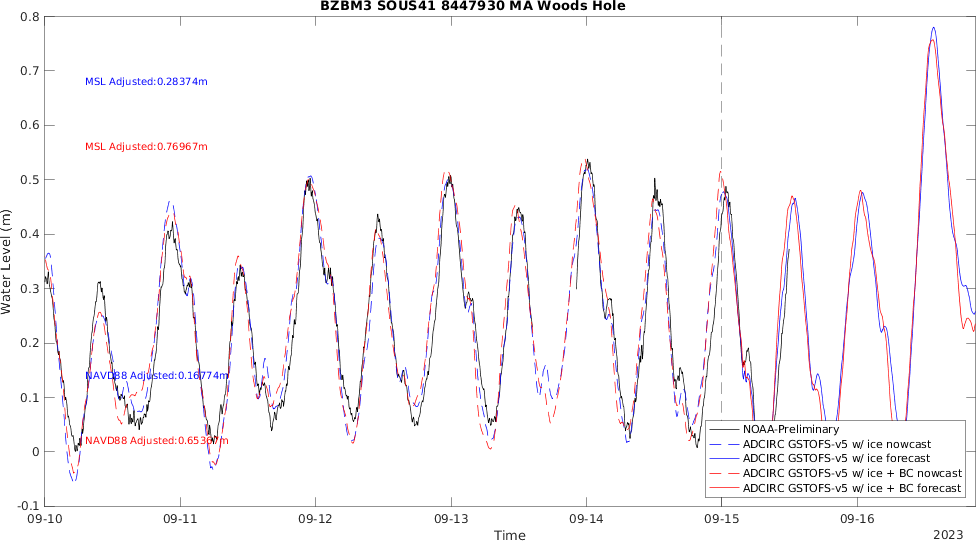 BZBM3 SOUS41 8447930 MA Woods Hole
0.8
0.7
0.6
0.5
0.4
0.3
0.2
0.1
0
-0.1
Water Level (m)
MSL Adjusted:0.28374m
MSL Adjusted:0.76967m
NAVD88 Adjusted:0.16774m
NAVD88 Adjusted:
NOAA-Preliminary
ADCIRC GSTOFS-v5 w/ ice nowcast
ADCIRC GSTOFS-v5 w/ ice forecast
ADCIRC GSTOFS-v5 w/ ice + BC nowcast
ADCIRC GSTOFS-v5 w/ ice + BC forecast
09-10 09-11 09-12 09-13 09-14 09-15 09-16
Time
2023